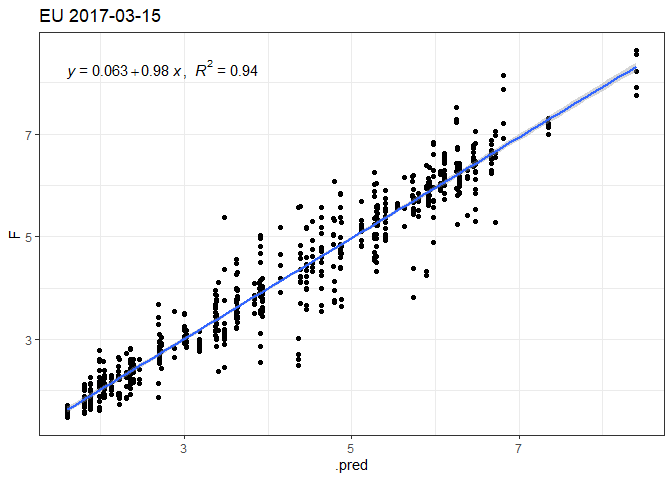 EU 2017-03-15
y = 0.063 + 0.98 x, R² = 0.94
7
5
3
F
3
5
7
.pred